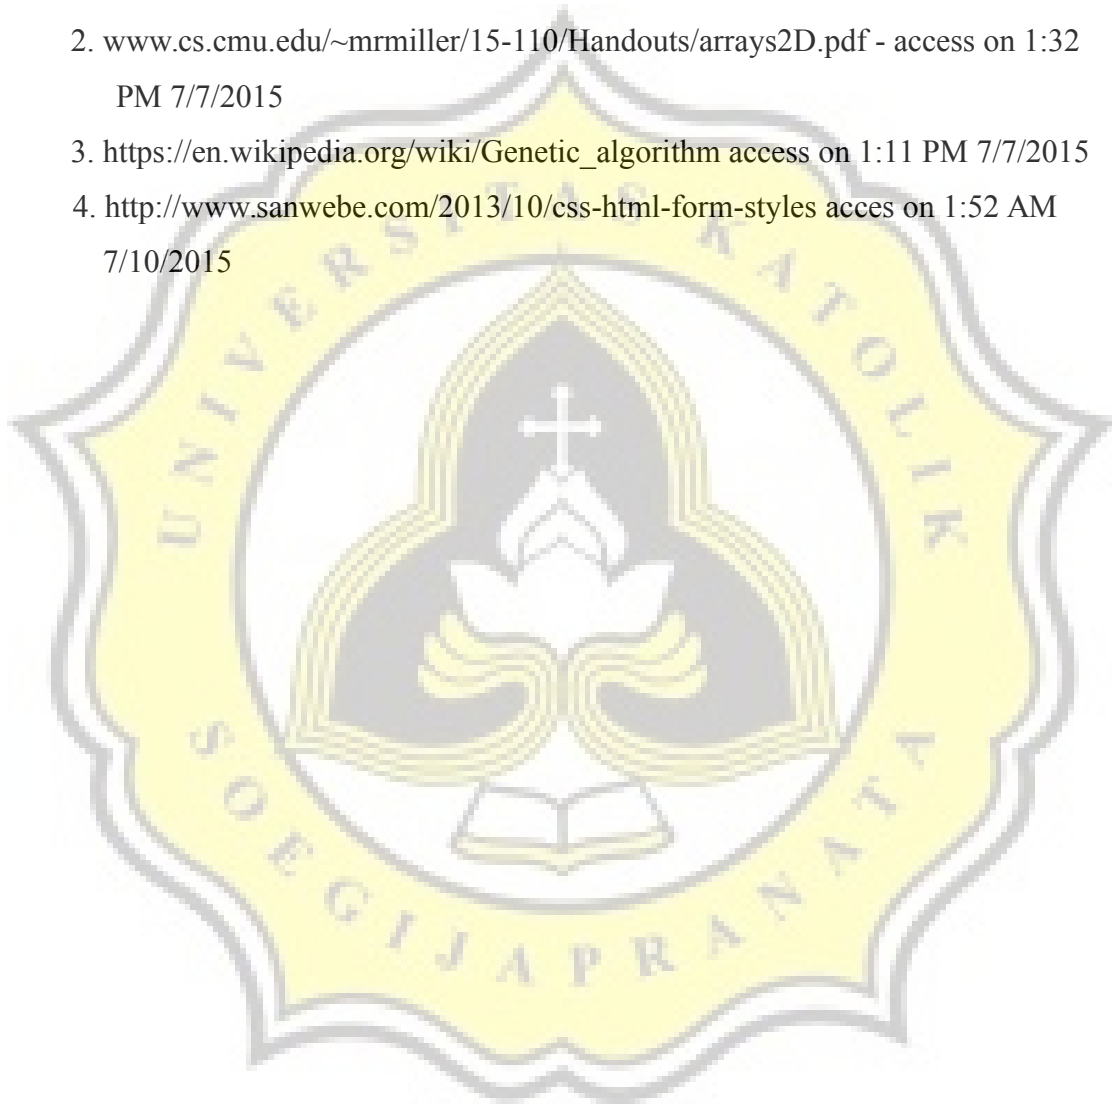 2. www.cs.cmu.edu/~mrmiller/15-110/Handouts/arrays2D.pdf - access on 1:32
PM 7/7/2015
3. https://en.wikipedia.org/wiki/Genetic_algorithm access on 1:11 PM 7/7/2015
4. http://www.sanwebe.com/2013/10/css-html-form-styles acces on 1:52 AM
7/10/2015
UNIVERSITAS KATOLIK
SOEGIJAPRANATA